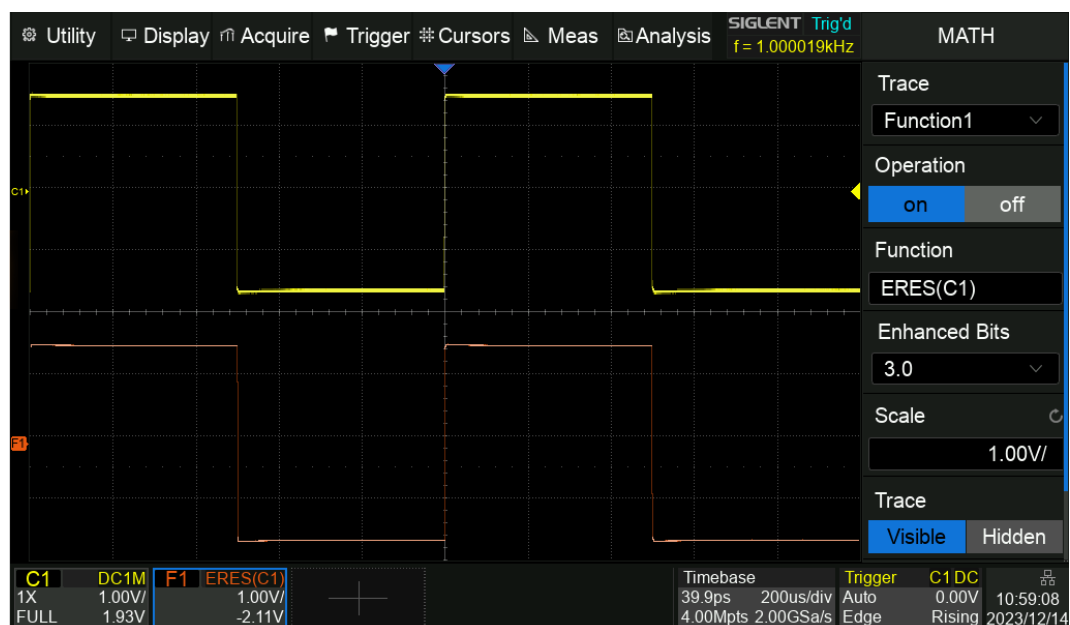 Utility Display Acquire Trigger Cursors Meas Analysis SIGLENT Trig'd MATH
f = 1.000019kHz
Trace
Function1
Operation
C1
on off
Function
ERES(C1)
Enhanced Bits
3.0
Scale
F1
1.00V/
Trace
Visible Hidden
C1 DC1M F1 ERES(C1) Timebase Trigger C1 DC
1X 1.00V/ 1.00V/ 39.9ps 200us/div Auto 0.00V 10:59:08
FULL 1.93V -2.11V 4.00Mpts 2.00GSa/s Edge Rising 2023/12/14